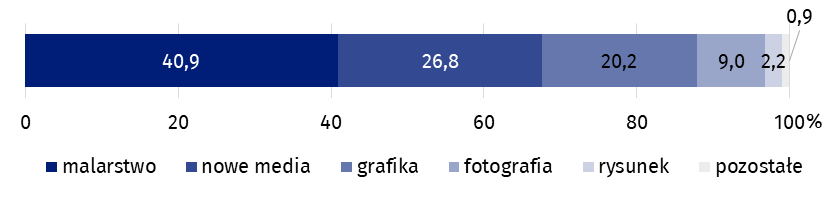 0,9
40,9 26,8 20,2 9,0 2,2
0 20 40 60 80 100%
malarstwo nowe media grafika fotografia rysunek pozostałe